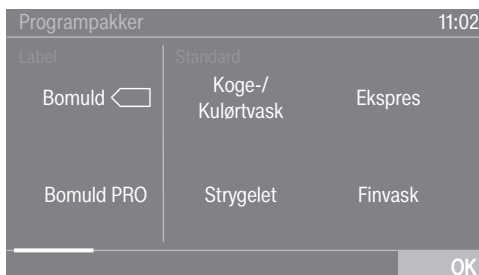 Programpakker 11:02
Label Standard
Bomuld
Koge-/
Kulørtvask
Ekspres
Bomuld PRO Strygelet Finvask
OK